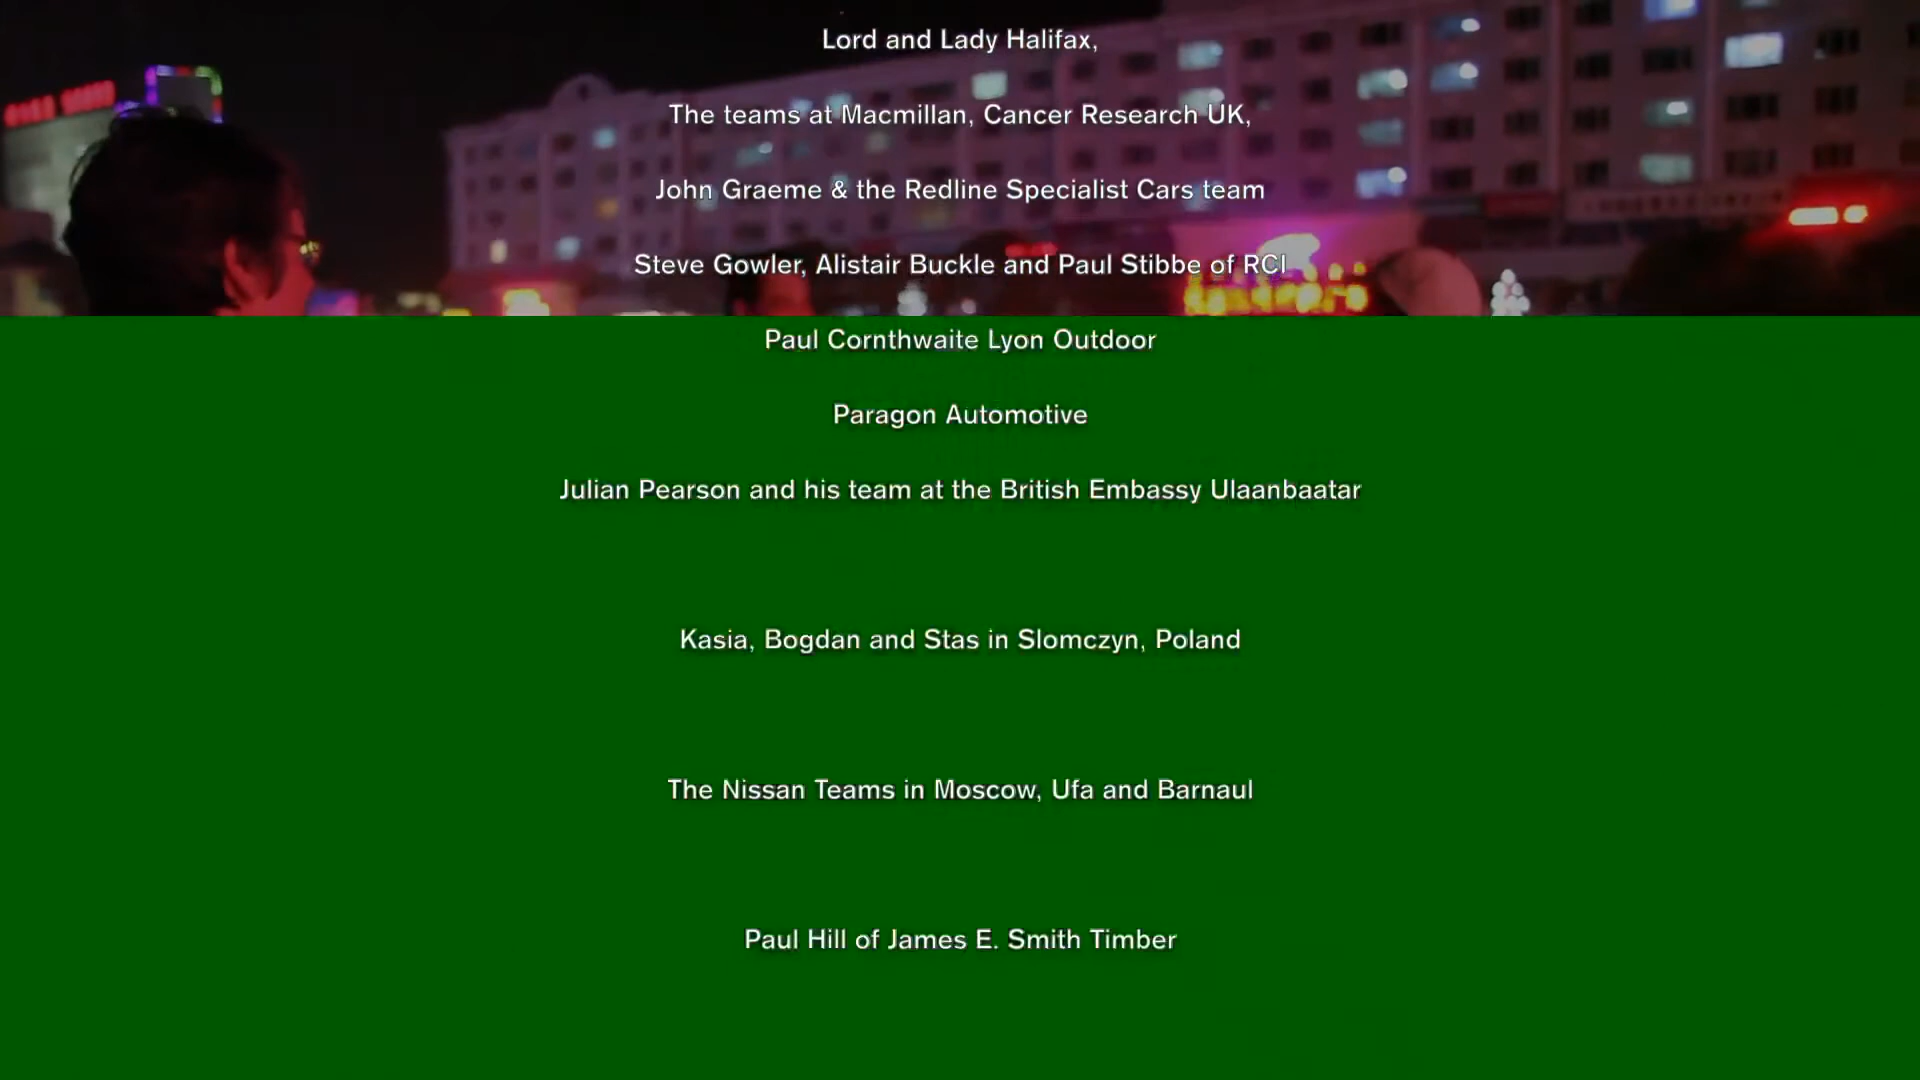 Lord and Lady Halifax,
The teams at Macmillan, Cancer Research UK,
John Graeme & the Redline Specialist Cars team
Steve Gowler, Alistair Buckle and Paul Stibbe of RCI
Paul Cornthwaite Lyon Outdoor
Paragon Automotive
Julian Pearson and his team at the British Embassy Ulaanbaatar
Kasia, Bogdan and Stas in Slomczyn, Poland
The Nissan Teams in Moscow, Ufa and Barnaul
Paul Hill of James E. Smith Timber